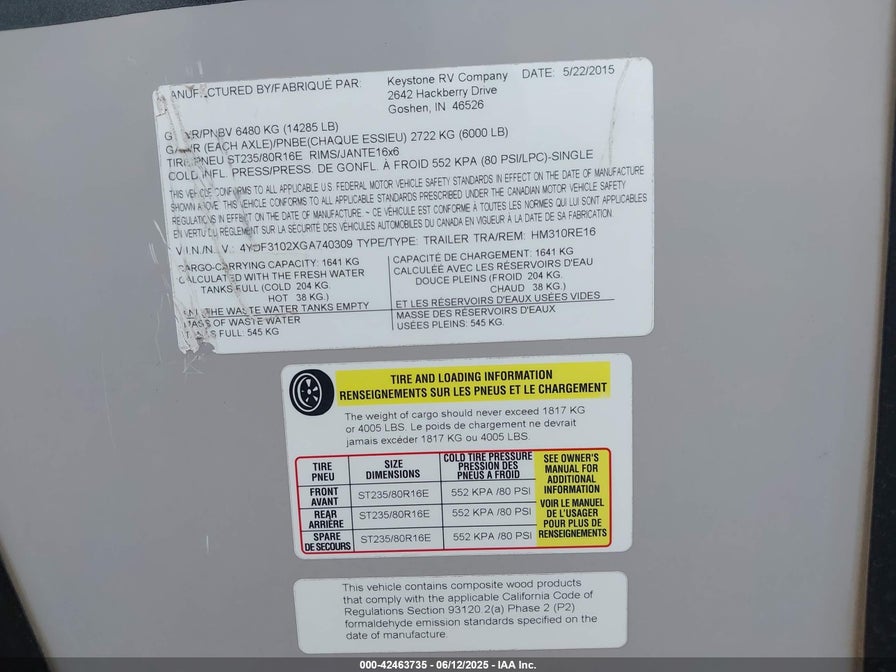 MANUFACTURED BY/FABRIQUÉ PAR: Keystone RV Company DATE: 5/22/2015
2642 Hackberry Drive
Goshen, IN 46526
GVWR/PNBV 6480 KG (14285 LB)
GAWR (EACH AXLE)/PNBE(CHAQUE ESSIEU) 2722 KG (6000 LB)
TIRE/PNEU ST235/80R16E RIMS/JANTE16x6
COLD INFL. PRESS/PRESS. DE GONFL. À FROID 552 KPA (80 PSI/LPC)-SINGLE
THIS VEHICLE CONFORMS TO ALL APPLICABLE U.S. FEDERAL MOTOR VEHICLE SAFETY STANDARDS IN EFFECT ON THE DATE OF MANUFACTURE
SHOWN ABOVE THIS VEHICLE CONFORMS TO ALL APPLICABLE STANDARDS PRESCRIBED UNDER THE CANADIAN MOTOR VEHICLE SAFETY
REGULATIONS IN EFFECT ON THE DATE OF MANUFACTURE ~ CE VÉHICULE EST CONFORME À TOUTES LES NORMES QUI LUI SONT APPLICABLES
EN VERTU DU RÈGLEMENT SUR LA SÉCURITÉ DES VÉHICULES AUTOMOBILES DU CANADA EN VIGUEUR À LA DATE DE SA FABRICATION.
V.I.N./N.I.V.: 4YDF3102XGA740309 TYPE/TYPE: TRAILER TRA/REM: HM310RE16
CARGO-CARRYING CAPACITY: 1641 KG
CALCULATED WITH THE FRESH WATER
TANKS FULL (COLD 204 KG.
HOT 38 KG.)
AND THE WASTE WATER TANKS EMPTY
MASS OF WASTE WATER
TANKS FULL: 545 KG
CAPACITÉ DE CHARGEMENT: 1641 KG
CALCULÉE AVEC LES RÉSERVOIRS D'EAU
DOUCE PLEINS (FROID 204 KG.
CHAUD 38 KG.)
ET LES RÉSERVOIRS D'EAUX USÉES VIDES
MASSE DES RÉSERVOIRS D'EAUX
USÉES PLEINS: 545 KG.
TIRE AND LOADING INFORMATION
RENSEIGNEMENTS SUR LES PNEUS ET LE CHARGEMENT
The weight of cargo should never exceed 1817 KG
or 4005 LBS. Le poids de chargement ne devrait
jamais excéder 1817 KG ou 4005 LBS.
TIRE PNEU SIZE DIMENSIONS COLD TIRE PRESSURE PRESSION DES PNEUS A FROID
FRONT AVANT ST235/80R16E 552 KPA /80 PSI
REAR ARRIÈRE ST235/80R16E 552 KPA /80 PSI
SPARE DE SECOURS ST235/80R16E 552 KPA /80 PSI
SEE OWNER'S
MANUAL FOR
ADDITIONAL
INFORMATION
VOIR LE MANUEL
DE L'USAGER
POUR PLUS DE
RENSEIGNEMENTS
This vehicle contains composite wood products
that comply with the applicable California Code of
Regulations Section 93120.2(a) Phase 2 (P2)
formaldehyde emission standards specified on the
date of manufacture.
000-42463735 - 06/12/2025 - IAA Inc.